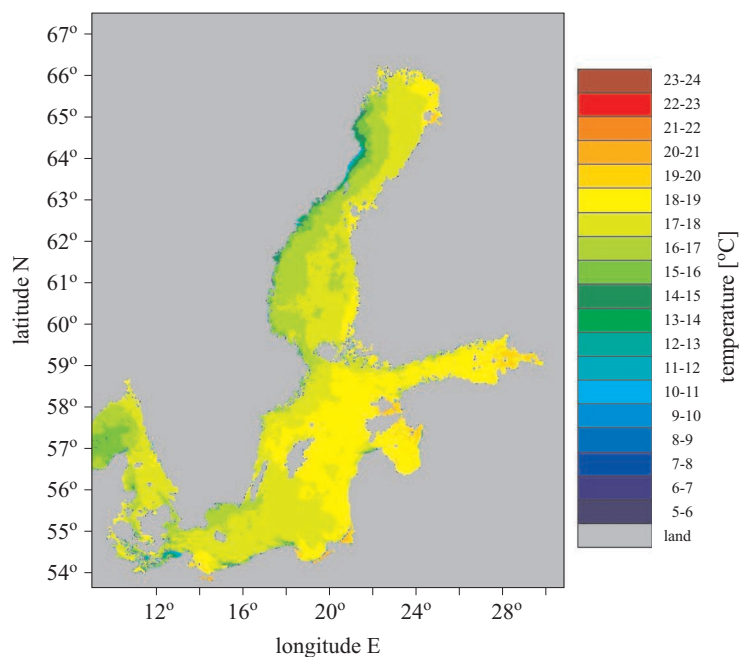 67º
66º
65º
64º
63º
62º
61º
60º
59º
58º
57º
56º
55º
54º
latitude N
12º
16º
20º
24º
28º
longitude E
23-24
22-23
21-22
20-21
19-20
18-19
17-18
16-17
15-16
14-15
13-14
12-13
11-12
10-11
9-10
8-9
7-8
6-7
5-6
land
temperature [ºC]